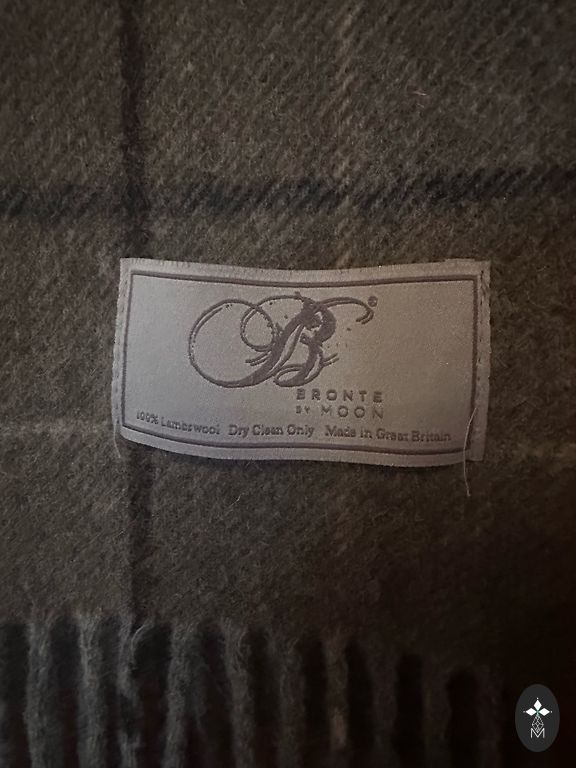 B
BRONTE
BY MOON
100% Lambswool Dry Clean Only Made in Great Britain
M